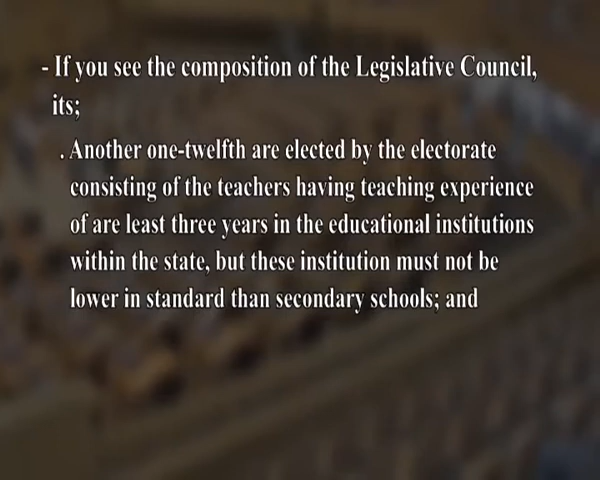 - If you see the composition of the Legislative Council,
its;
. Another one-twelfth are elected by the electorate
consisting of the teachers having teaching experience
of are least three years in the educational institutions
within the state, but these institution must not be
lower in standard than secondary schools; and